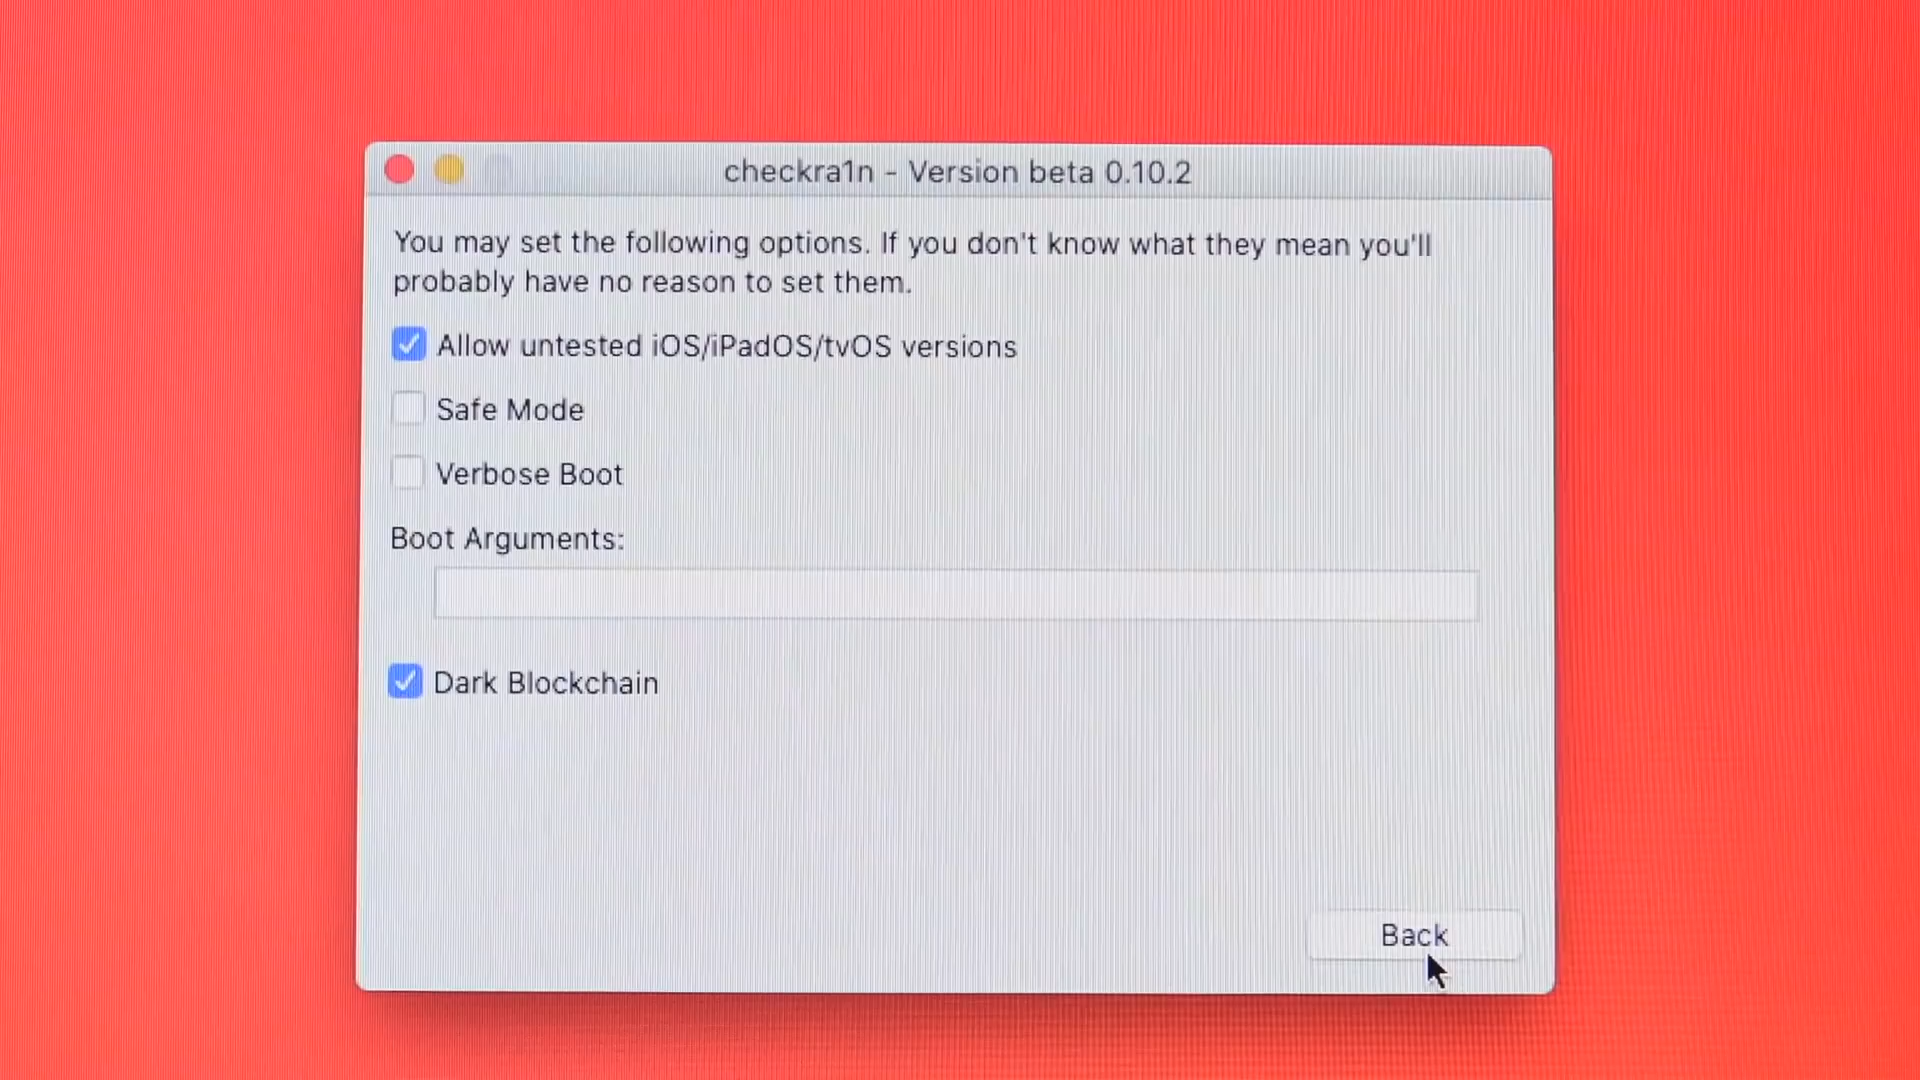 checkra1n - Version beta 0.10.2
You may set the following options. If you don't know what they mean you'll
probably have no reason to set them.
Allow untested iOS/iPadOS/tvOS versions
Safe Mode
Verbose Boot
Boot Arguments:
Dark Blockchain
Back